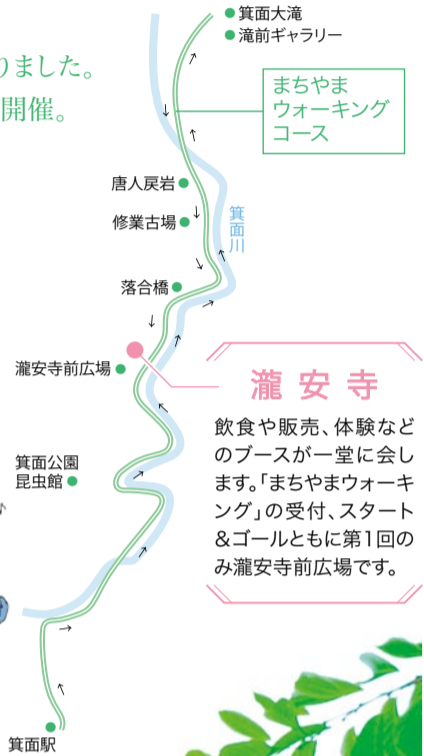 箕面大滝
滝前ギャラリー
りました。
開催。
まちやま
ウォーキング
コース
唐人戻岩
修業古場
箕面川
落合橋
瀧安寺前広場
瀧安寺
飲食や販売、体験など
のブースが一堂に会し
ます。「まちやまウォーキ
ング」の受付、スタート
&ゴールともに第1回の
み瀧安寺前広場です。
箕面公園
昆虫館
箕面駅